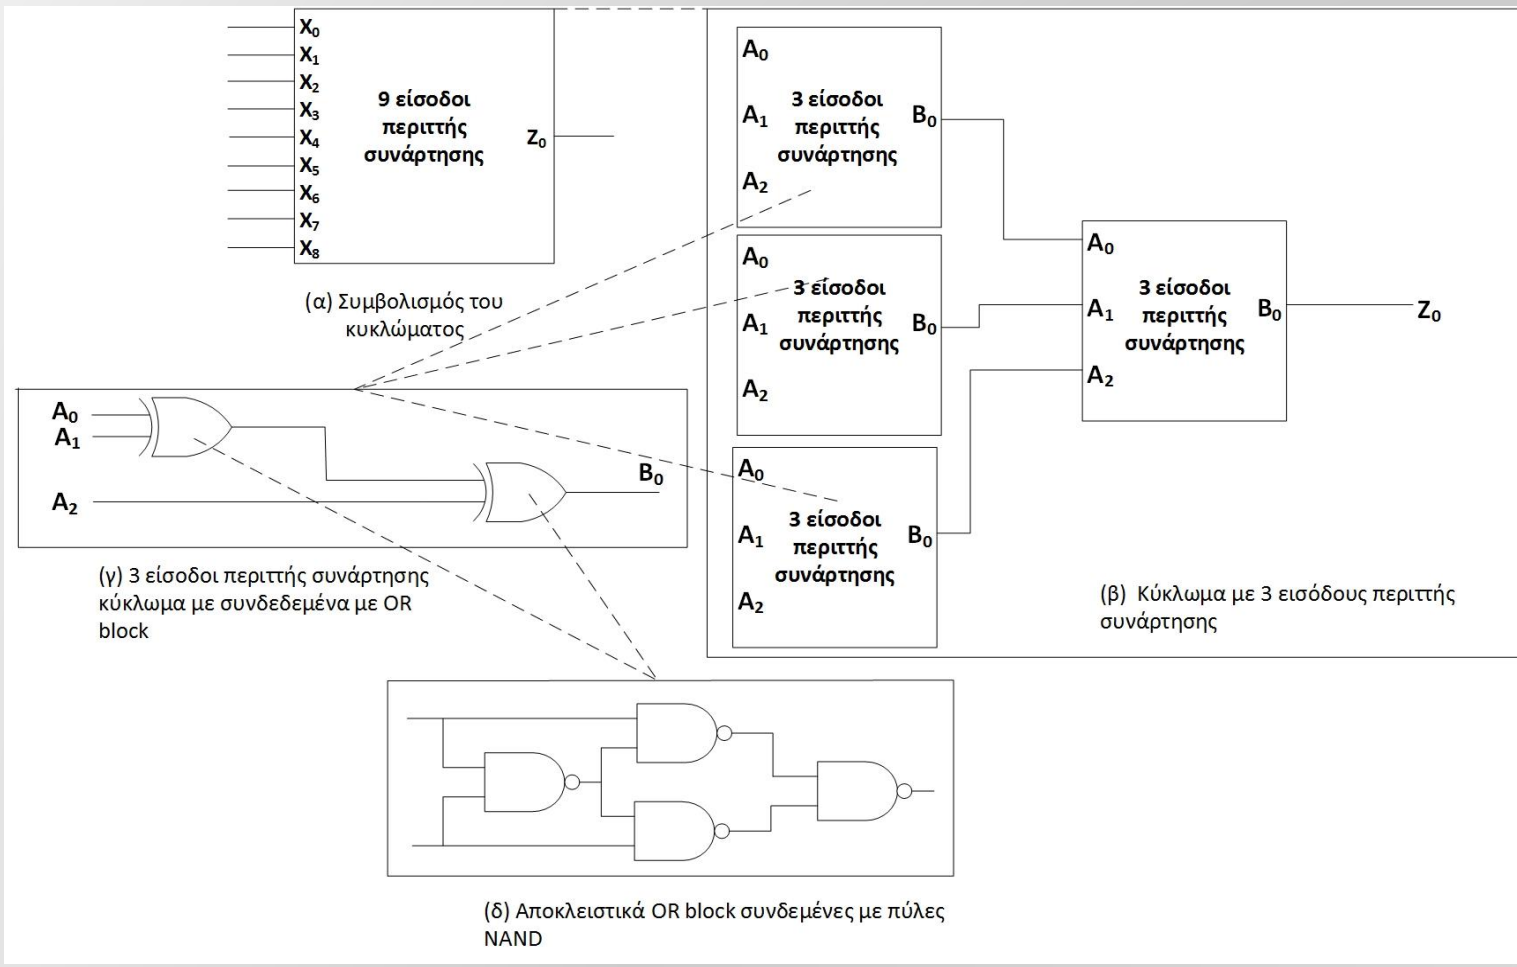 X₀
X₁
X₂
X₃
X₄
X₅
X₆
X₇
X₈
9 είσοδοι
περιττής
συνάρτησης
Z₀
(α) Συμβολισμός του
κυκλώματος
A₀
A₁
A₂
3 είσοδοι
περιττής
συνάρτησης
B₀
A₀
A₁
A₂
3 είσοδοι
περιττής
συνάρτησης
B₀
A₀
A₁
A₂
3 είσοδοι
περιττής
συνάρτησης
B₀
A₀
A₁
A₂
3 είσοδοι
περιττής
συνάρτησης
B₀
Z₀
(β) Κύκλωμα με 3 εισόδους περιττής
συνάρτησης
A₀
A₁
A₂
B₀
(γ) 3 είσοδοι περιττής συνάρτησης
κύκλωμα με συνδεδεμένα με OR
block
(δ) Αποκλειστικά OR block συνδεμένες με πύλες
NAND